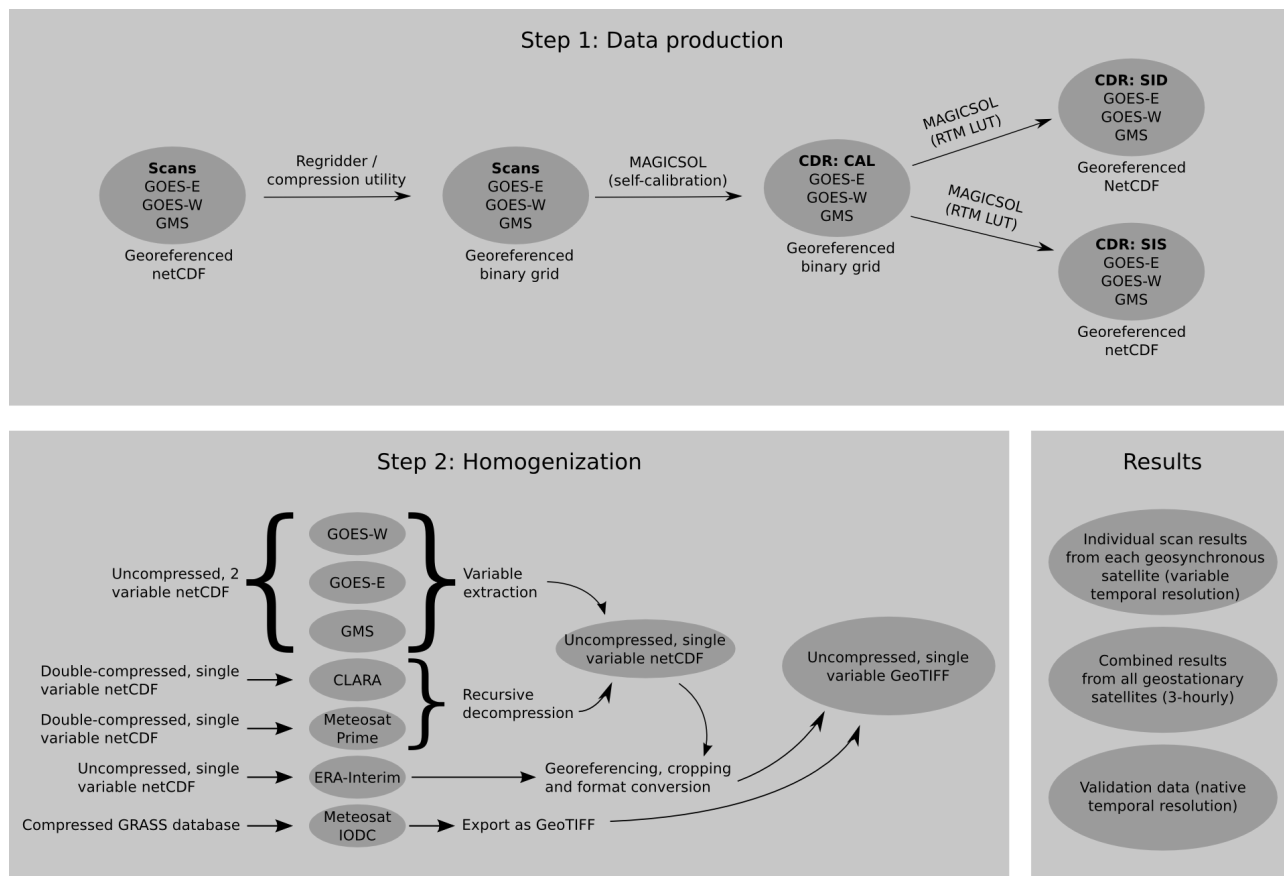 Step 1: Data production
Scans
GOES-E
GOES-W
GMS
Georeferenced
netCDF
Regridder /
compression utility
Scans
GOES-E
GOES-W
GMS
Georeferenced
binary grid
MAGICSOL
(self-calibration)
CDR: CAL
GOES-E
GOES-W
GMS
Georeferenced
binary grid
MAGICSOL
(RTM LUT)
CDR: SID
GOES-E
GOES-W
GMS
Georeferenced
NetCDF
MAGICSOL
(RTM LUT)
CDR: SIS
GOES-E
GOES-W
GMS
Georeferenced
netCDF
Step 2: Homogenization
Uncompressed, 2
variable netCDF
GOES-W
GOES-E
GMS
Variable
extraction
Double-compressed, single
variable netCDF
CLARA
Double-compressed, single
variable netCDF
Meteosat
Prime
Recursive
decompression
Uncompressed, single
variable netCDF
Uncompressed, single
variable netCDF
ERA-Interim
Georeferencing, cropping
and format conversion
Compressed GRASS database
Meteosat
IODC
Export as GeoTIFF
Uncompressed, single
variable GeoTIFF
Results
Individual scan results
from each geosynchronous
satellite (variable
temporal resolution)
Combined results
from all geostationary
satellites (3-hourly)
Validation data (native
temporal resolution)